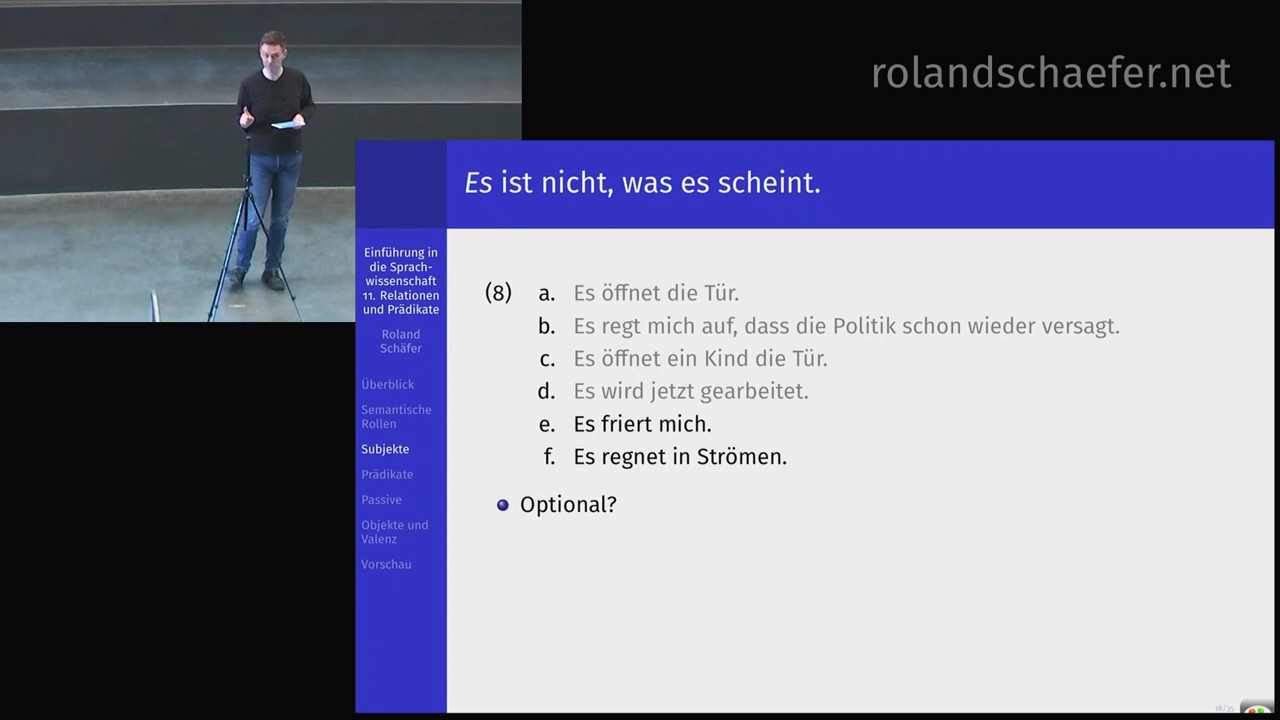 rolandschaefer.net
Es ist nicht, was es scheint.
Einführung in
die Sprach-
wissenschaft
11. Relationen
und Prädikate
Roland
Schäfer
Überblick
Semantische
Rollen
Subjekte
Prädikate
Passive
Objekte und
Valenz
Vorschau
(8) a. Es öffnet die Tür.
b. Es regt mich auf, dass die Politik schon wieder versagt.
c. Es öffnet ein Kind die Tür.
d. Es wird jetzt gearbeitet.
e. Es friert mich.
f. Es regnet in Strömen.
Optional?